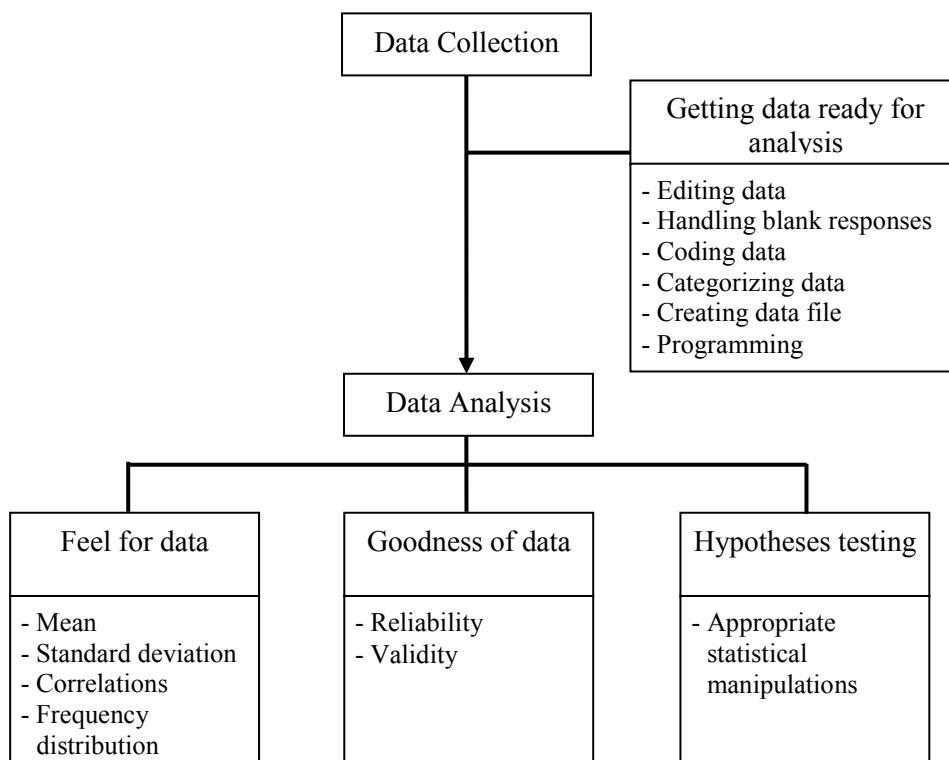 Data Collection
Getting data ready for
analysis
- Editing data
- Handling blank responses
- Coding data
- Categorizing data
- Creating data file
- Programming
Data Analysis
Feel for data
- Mean
- Standard deviation
- Correlations
- Frequency
distribution
Goodness of data
- Reliability
- Validity
Hypotheses testing
- Appropriate
statistical
manipulations